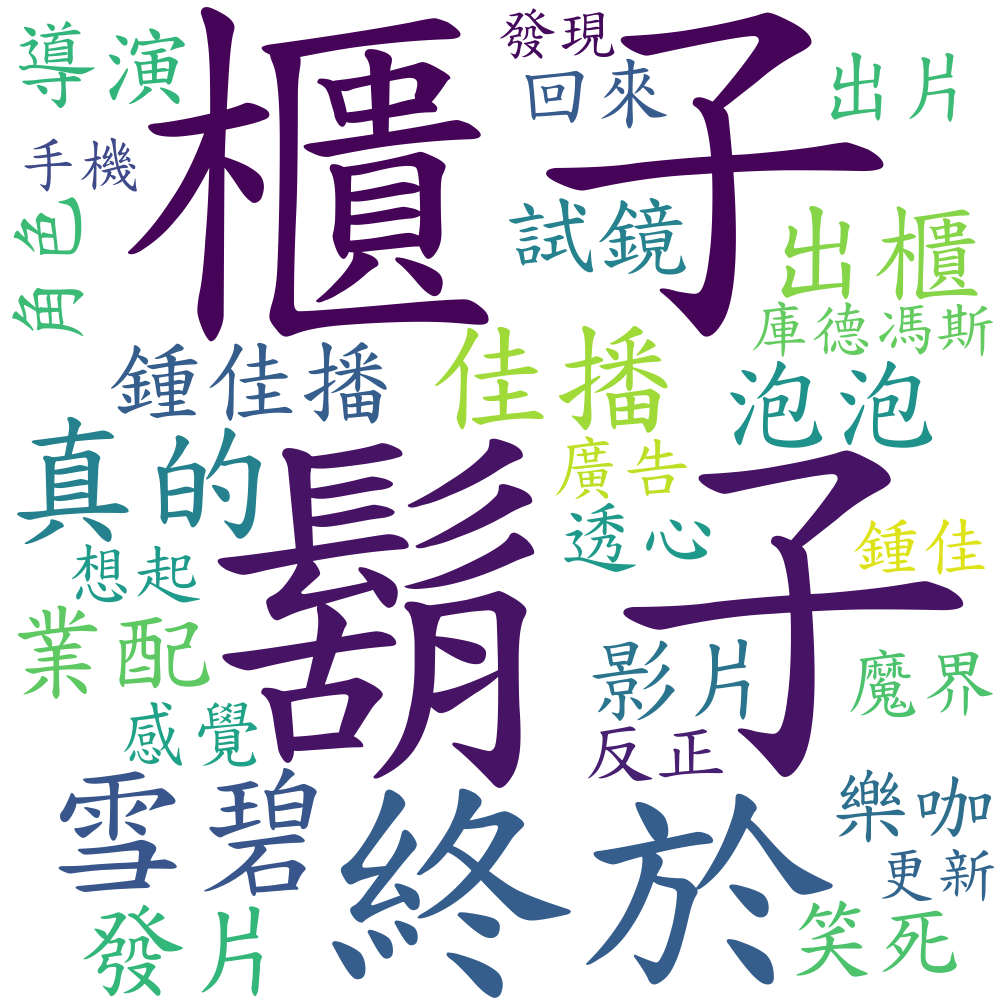 發現
導演
櫃子
回來
出片
手機
角色
試鏡
出櫃
庫德馮斯
鍾佳播
佳播
泡泡
真的
鬍子
廣告
透心
鍾佳
想起
業配
影片
魔界
感覺
反正
雪碧
終於
樂咖
更新
發片
笑死